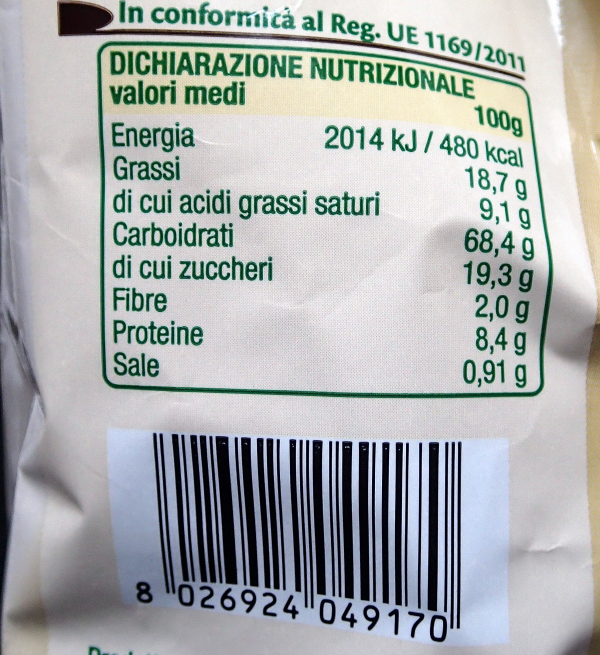 In conformità al Reg. UE 1169/2011
DICHIARAZIONE NUTRIZIONALE
valori medi
100g
Energia 2014 kJ / 480 kcal
Grassi 18,7 g
di cui acidi grassi saturi 9,1 g
Carboidrati 68,4 g
di cui zuccheri 19,3 g
Fibre 2,0 g
Proteine 8,4 g
Sale 0,91 g
8 026924 049170